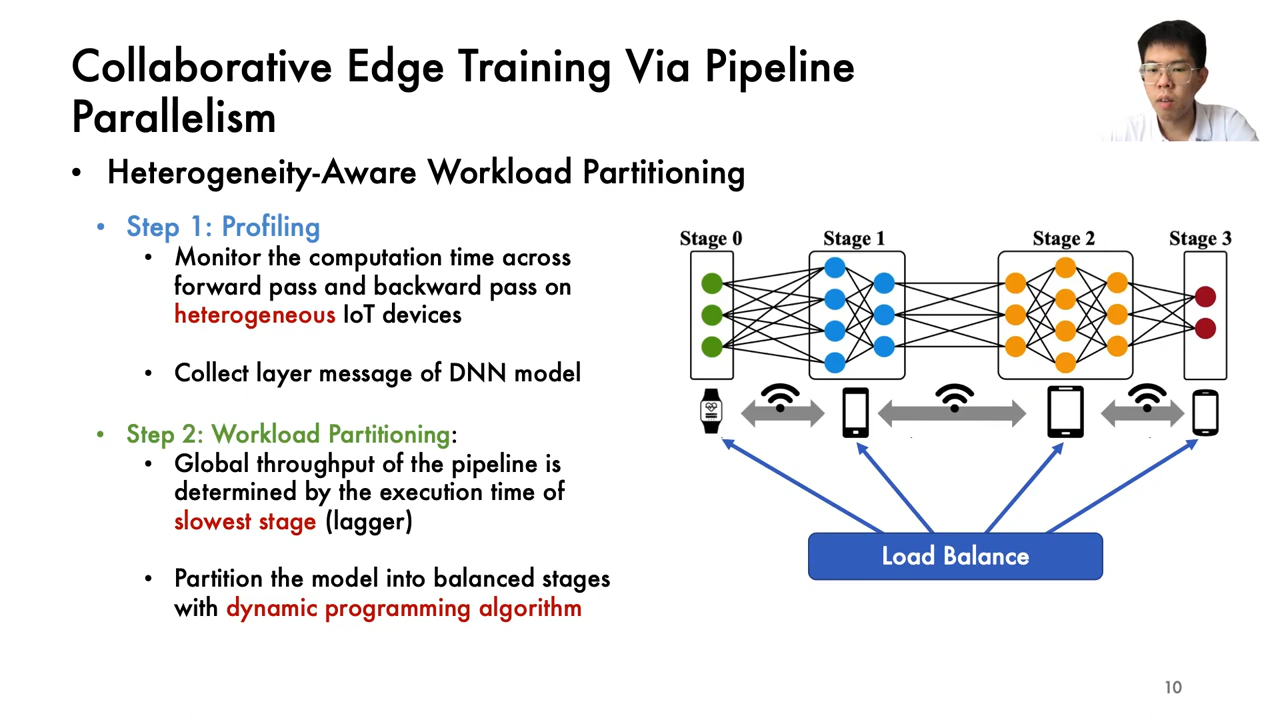 Collaborative Edge Training Via Pipeline
Parallelism
• Heterogeneity-Aware Workload Partitioning
• Step 1: Profiling
• Monitor the computation time across
forward pass and backward pass on
heterogeneous IoT devices
• Collect layer message of DNN model
• Step 2: Workload Partitioning:
• Global throughput of the pipeline is
determined by the execution time of
slowest stage (lagger)
• Partition the model into balanced stages
with dynamic programming algorithm
Stage 0
Stage 1
Stage 2
Stage 3
Load Balance
10